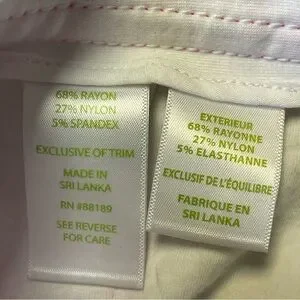 68% RAYON
27% NYLON
5% SPANDEX
EXCLUSIVE OF TRIM
MADE IN
SRI LANKA
RN #88189
SEE REVERSE
FOR CARE
EXTERIEUR
68% RAYONNE
27% NYLON
5% ELASTHANNE
EXCLUSIF DE L'ÉQUILIBRE
FABRIQUE EN
SRI LANKA